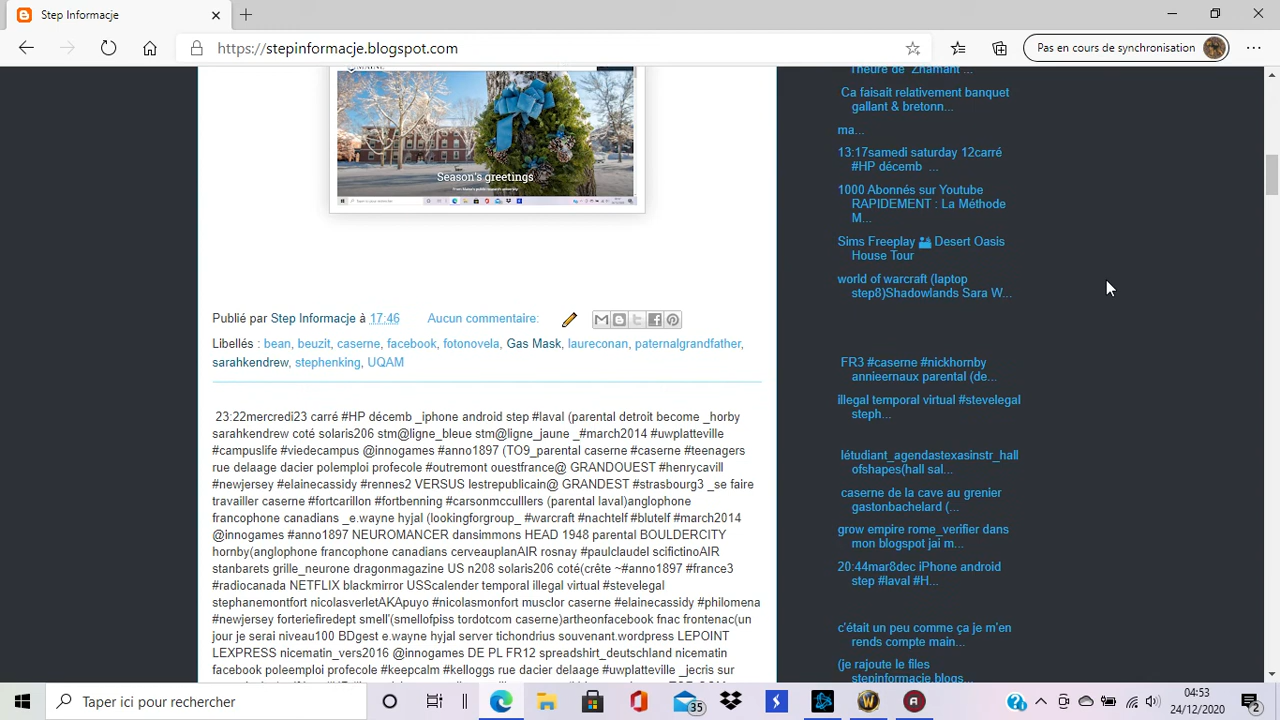 Step Informacje
https://stepinformacje.blogspot.com
Pas en cours de synchronisation
Season's greetings
Publié par Step Informacje à 17:46 Aucun commentaire:
Libellés : bean, beuzit, caserne, facebook, fotonovela, Gas Mask, laureconan, paternalgrandfather,
sarahkendrew, stephenking, UQAM
23:22mercredi23 carré #HP décemb _iphone android step #laval (parental detroit become _horby
sarahkendrew coté solaris206 stm@ligne_bleue stm@ligne_jaune _#march2014 #uwplatteville
#campuslife #viedecampus @innogames #anno1897 (TO9_parental caserne #caserne #teenagers
rue delaage dacier polemploi profecole #outremont ouestfrance@ GRANDOUEST #henrycavill
#newjersey #elainecassidy #rennes2 VERSUS lestrepublicain@ GRANDEST #strasbourg3 _se faire
travailler caserne #fortcarillon #fortbenning #carsonmcculllers (parental laval)anglophone
francophone canadians _e.wayne hyjal (lookingforgroup_ #warcraft #nachtelf #blutelf #march2014
@innogames #anno1897 NEUROMANCER dansimmons HEAD 1948 parental BOULDERCITY
hornby(anglophone francophone canadians cerveauplanAIR rosnay #paulclaudel scifictinoAIR
stanbarets grille_neurone dragonmagazine US n208 solaris206 coté(crête ~#anno1897 #france3
#radiocanada NETFLIX blackmirror USScalender temporal illegal virtual #stevelegal
stephanemontfort nicolasverletAKApuyo #nicolasmonfort musclor caserne #elainecassidy #philomena
#newjersey forteriefiredept smell'(smellofpiss tordotcom caserne)artheonfacebook fnac frontenac(un
jour je serai niveau100 BDgest e.wayne hyjal server tichondrius souvenant.wordpress LEPOINT
LEXPRESS nicematin_vers2016 @innogames DE PL FR12 spreadshirt_deutschland nicematin
facebook poleemploi profecole #keepcalm #kelloggs rue dacier delaage #uwplatteville _jecris sur
Ca faisait relativement banquet
gallant & bretonn...
ma...
13:17samedi saturday 12carré
#HP décemb ...
1000 Abonnés sur Youtube
RAPIDEMENT : La Méthode
M...
Sims Freeplay 🏜 Desert Oasis
House Tour
world of warcraft (laptop
step8)Shadowlands Sara W...
FR3 #caserne #nickhornby
annieernaux parental (de...
illegal temporal virtual #stevelegal
steph...
létudiant_agendastexasinstr_hall
ofshapes(hall sal...
caserne de la cave au grenier
gastonbachelard (...
grow empire rome_verifier dans
mon blogspot jai m...
20:44mar8dec iPhone android
step #laval #H...
c'était un peu comme ça je m'en
rends compte main...
(je rajoute le files
stepinformacje.blogs...
Taper ici pour rechercher
35
04:53
24/12/2020
2